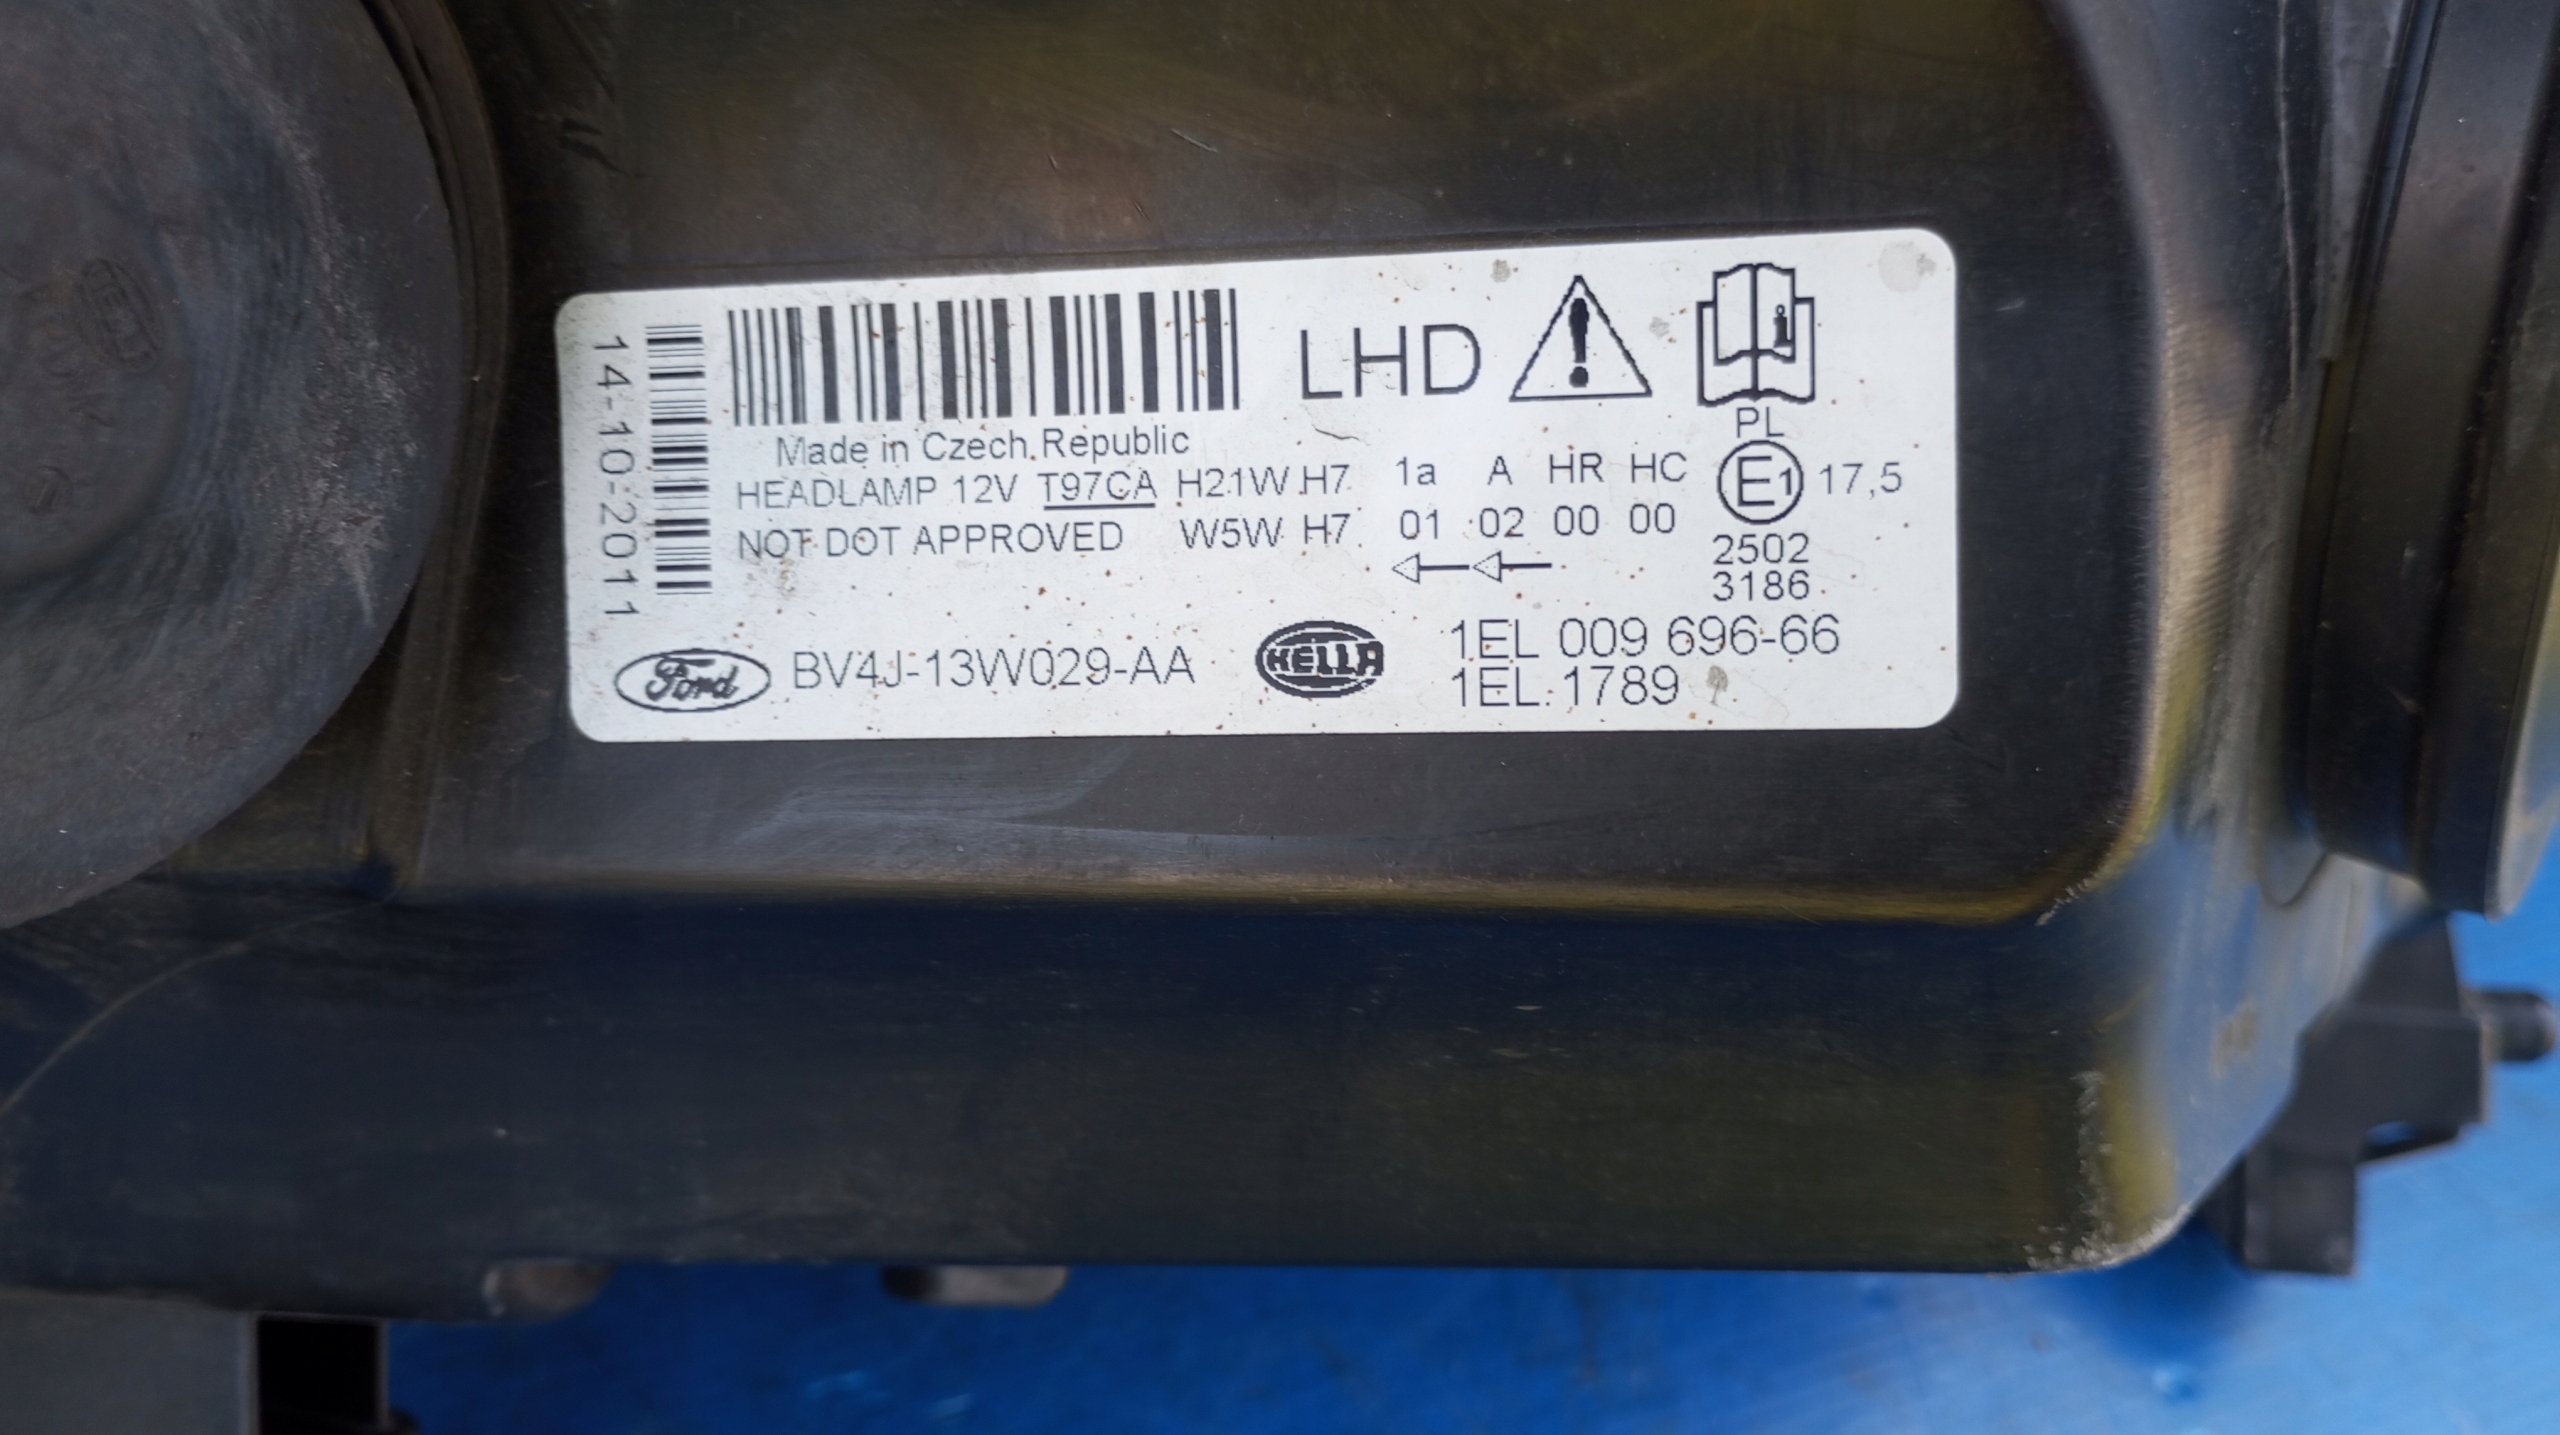 14-10-2011
LHD
Made in Czech Republic
HEADLAMP 12V T97CA H21W H7 1a A HR HC
NOT DOT APPROVED W5W H7 01 02 00 00
PL
E1 17,5
2502
3186
Ford BV4J-13W029-AA HELLA 1EL 009 696-66
1EL 1789
HELLA